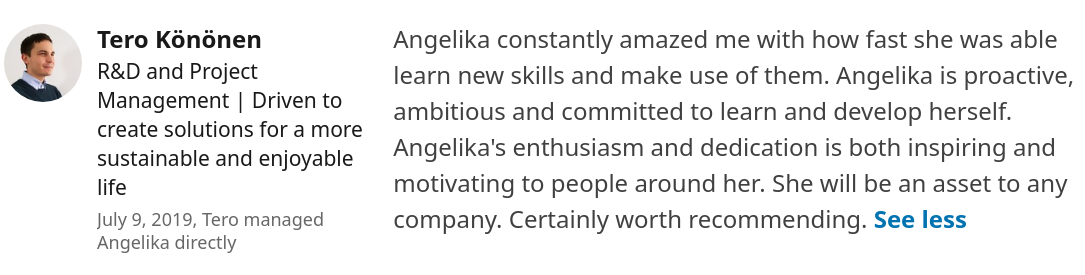 Tero Könönen
R&D and Project
Management | Driven to
create solutions for a more
sustainable and enjoyable
life
July 9, 2019, Tero managed
Angelika directly
Angelika constantly amazed me with how fast she was able
learn new skills and make use of them. Angelika is proactive,
ambitious and committed to learn and develop herself.
Angelika's enthusiasm and dedication is both inspiring and
motivating to people around her. She will be an asset to any
company. Certainly worth recommending. See less